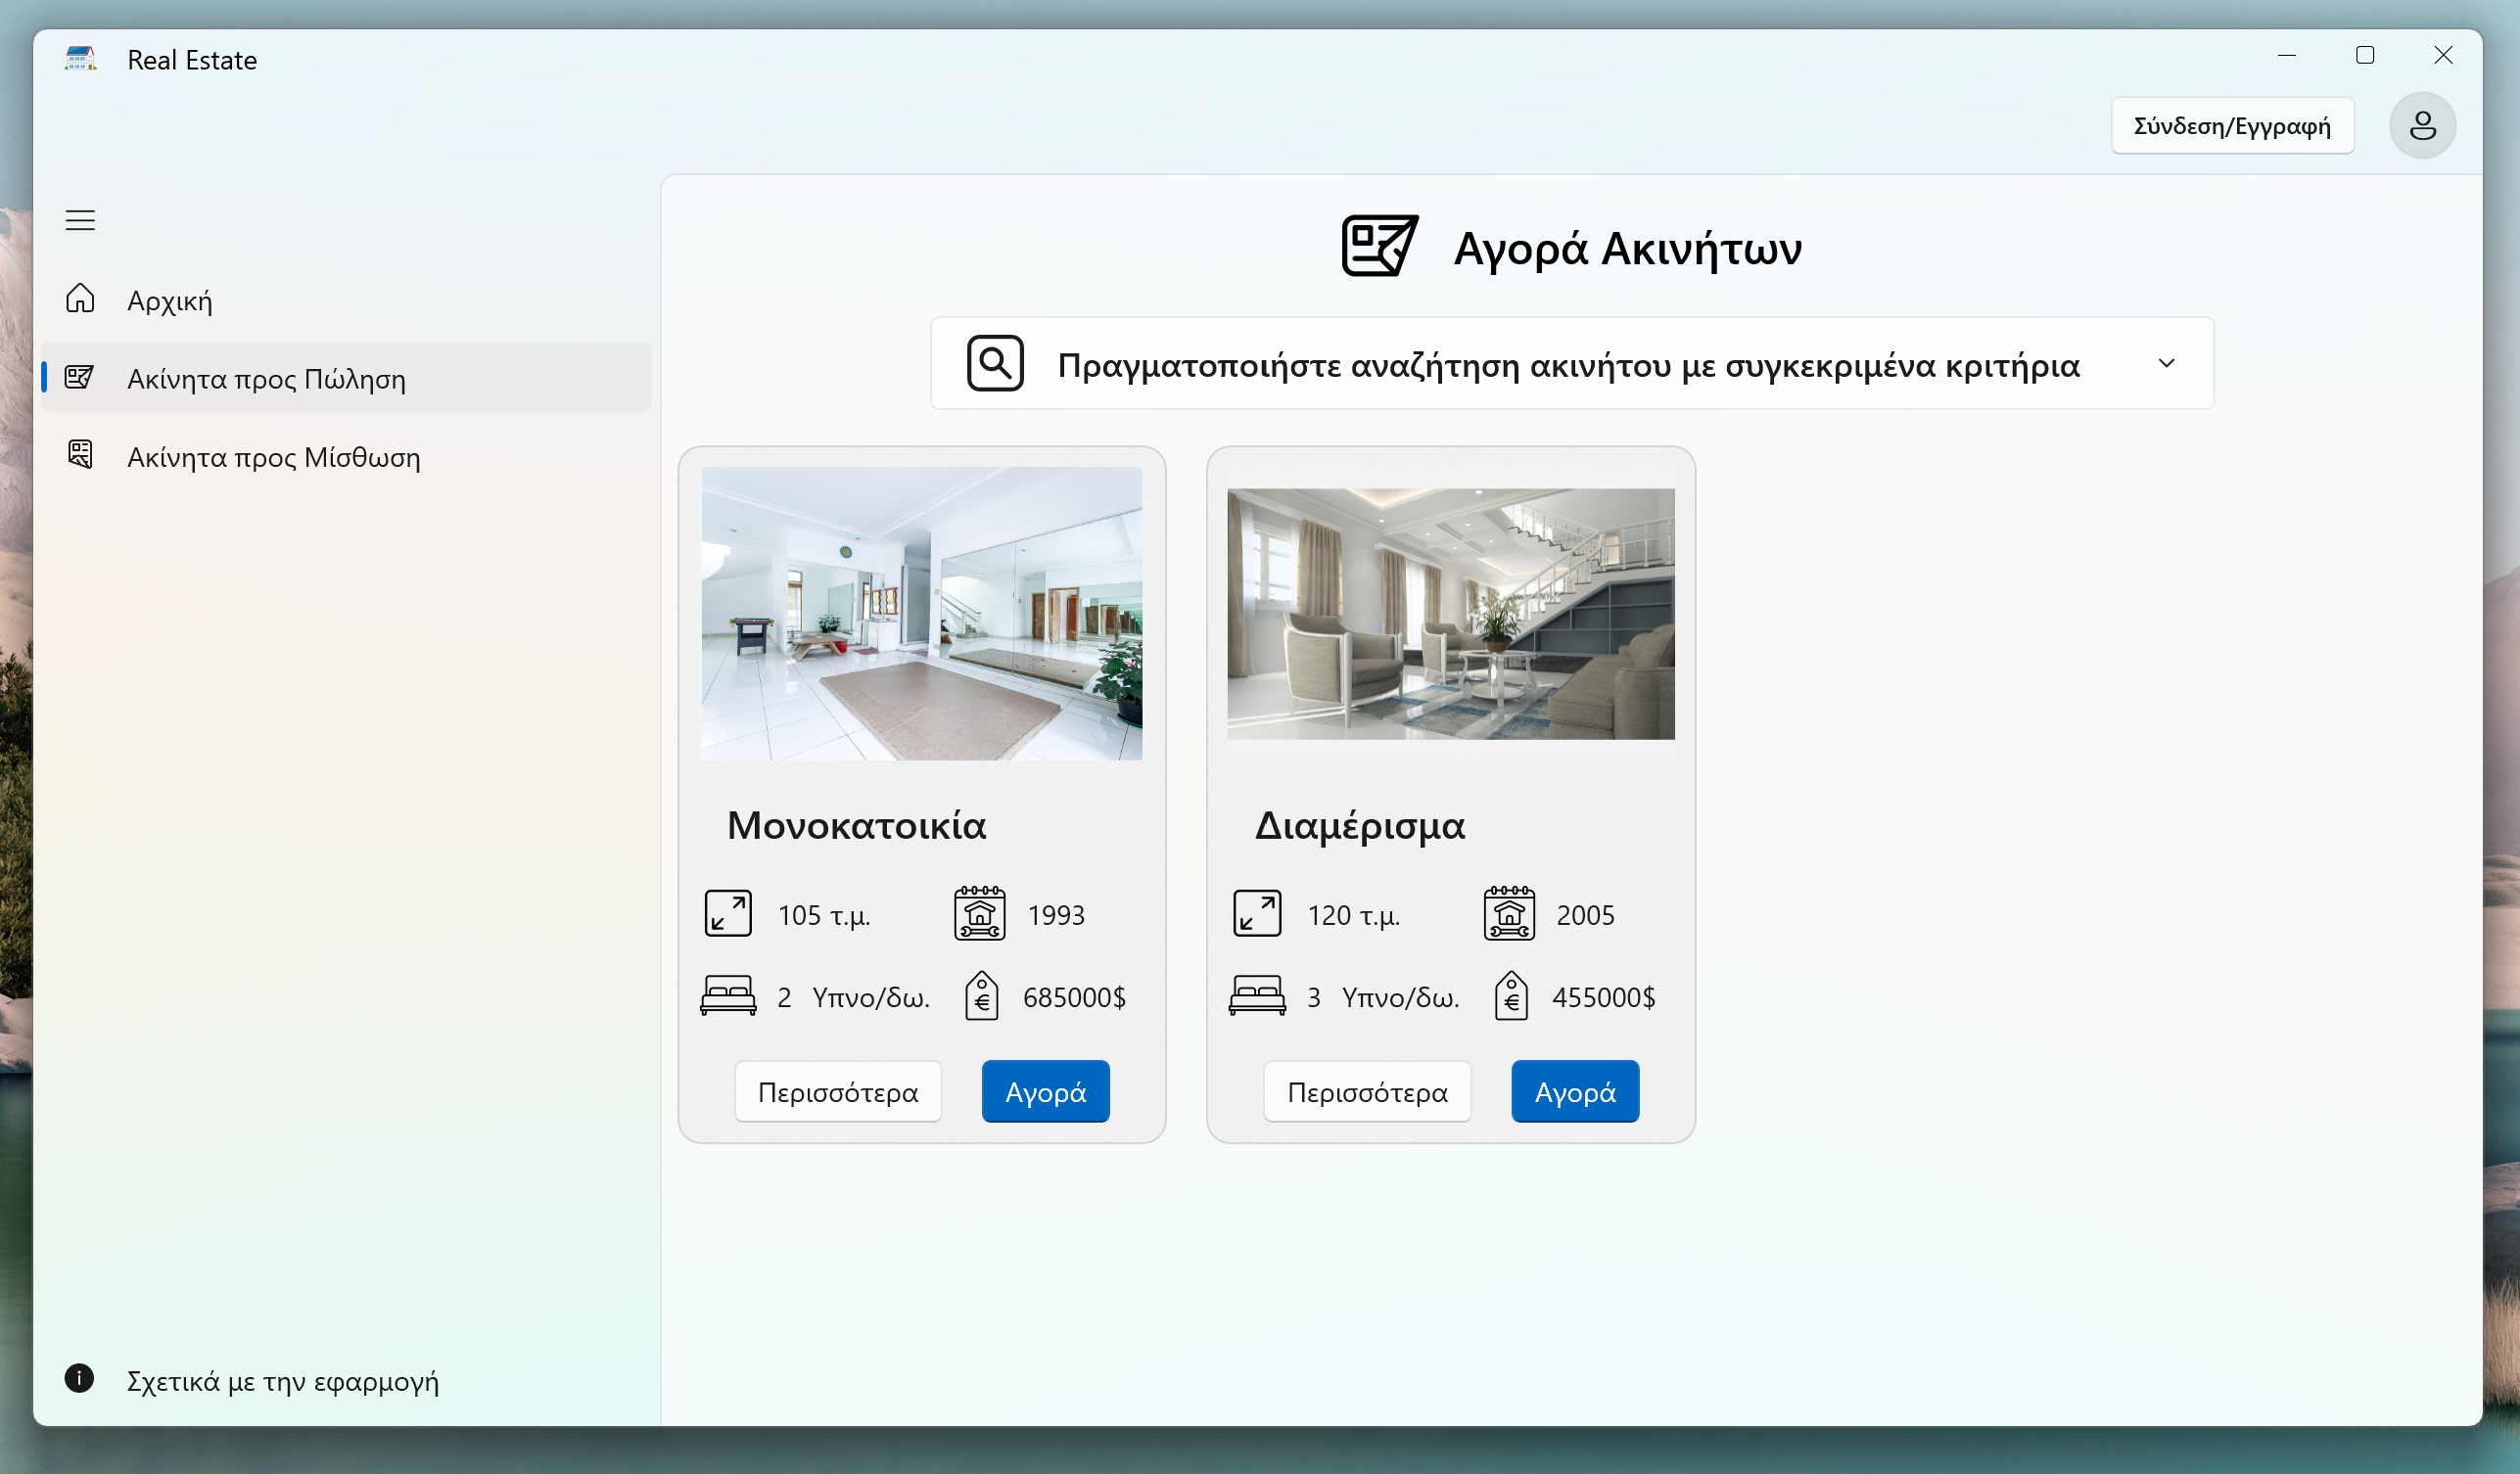 Real Estate
Σύνδεση/Εγγραφή
Αρχική
Ακίνητα προς Πώληση
Ακίνητα προς Μίσθωση
Σχετικά με την εφαρμογή
Αγορά Ακινήτων
Πραγματοποιήστε αναζήτηση ακινήτου με συγκεκριμένα κριτήρια
Μονοκατοικία
105 τ.μ. 1993
2 Υπνο/δω. € 685000$
Περισσότερα Αγορά
Διαμέρισμα
120 τ.μ. 2005
3 Υπνο/δω. € 455000$
Περισσότερα Αγορά